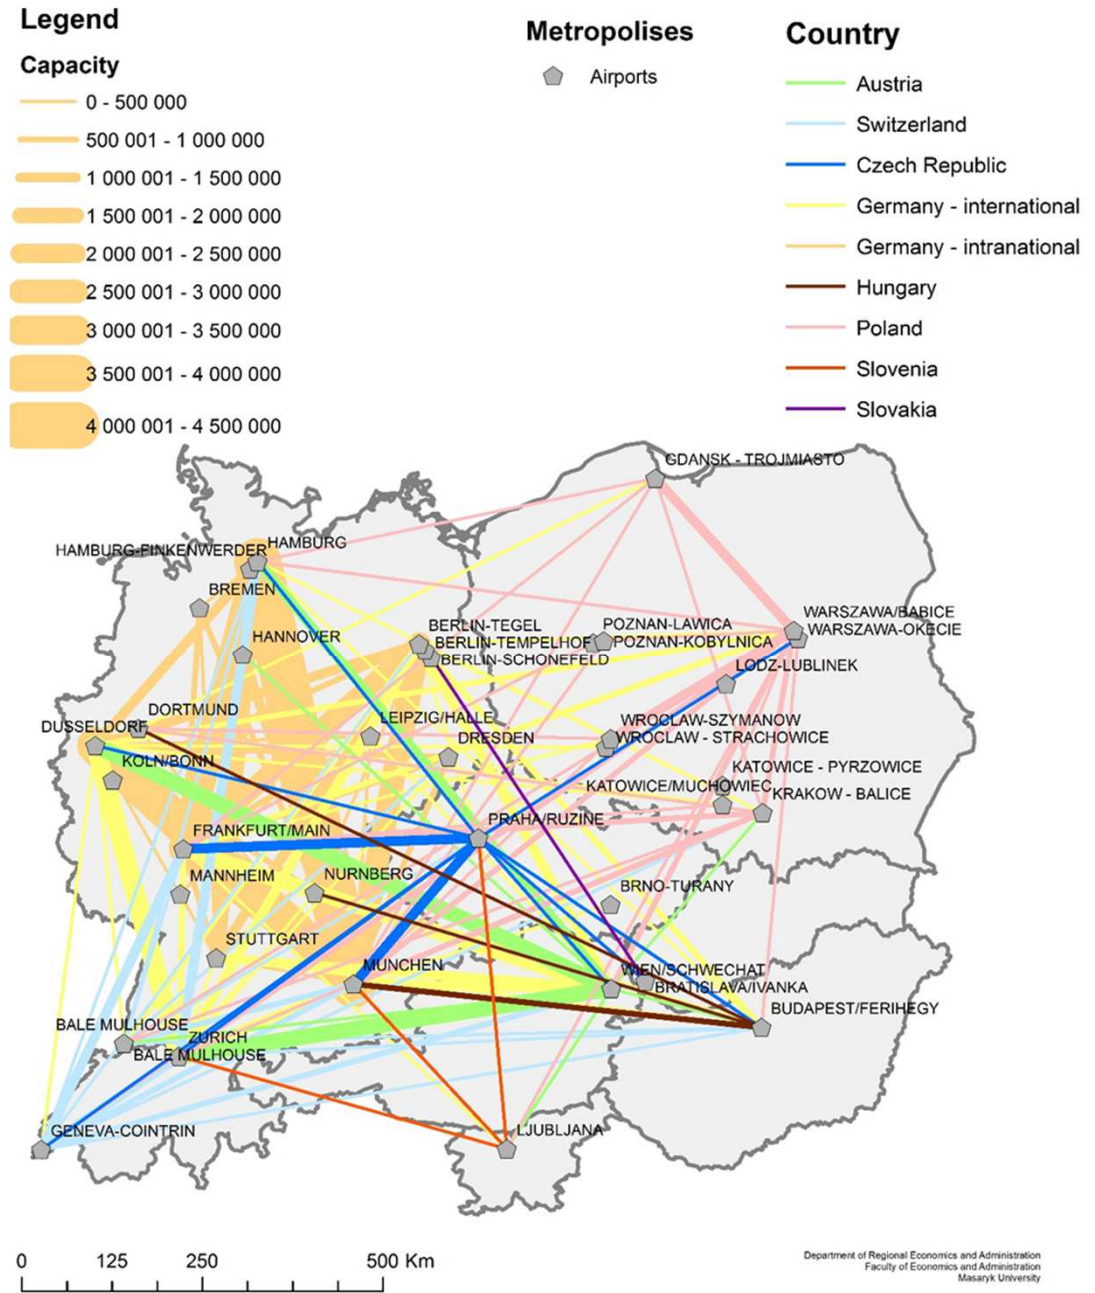 Legend
Capacity
0 - 500 000
500 001 - 1 000 000
1 000 001 - 1 500 000
1 500 001 - 2 000 000
2 000 001 - 2 500 000
2 500 001 - 3 000 000
3 000 001 - 3 500 000
3 500 001 - 4 000 000
4 000 001 - 4 500 000
Metropolises
Airports
Country
Austria
Switzerland
Czech Republic
Germany - international
Germany - intranational
Hungary
Poland
Slovenia
Slovakia
GDANSK - TROJMIASTO
HAMBURG
HAMBURG-FINKENWERDER
BREMEN
HANNOVER
BERLIN-TEGEL
BERLIN-TEMPELHOF
BERLIN-SCHONEFELD
POZNAN-LAWICA
POZNAN-KOBYLNICA
WARSZAWA/BABICE
WARSZAWA-OKECIE
LODZ-LUBLINEK
DORTMUND
DUSSELDORF
KOLN/BONN
LEIPZIG/HALLE
DRESDEN
WROCLAW-SZYMANOW
WROCLAW - STRACHOWICE
KATOWICE - PYRZOWICE
KATOWICE/MUCHOWIEC
KRAKOW - BALICE
FRANKFURT/MAIN
PRAHA/RUZINE
MANNHEIM
NURNBERG
BRNO-TURANY
STUTTGART
MUNCHEN
WIEN/SCHWECHAT
BRATISLAVA/IVANKA
BUDAPEST/FERIHEGY
BALE MULHOUSE
ZURICH
BALE MULHOUSE
GENEVA-COINTRIN
LJUBLJANA
0 125 250 500 Km
Department of Regional Economics and Administration
Faculty of Economics and Administration
Masaryk University